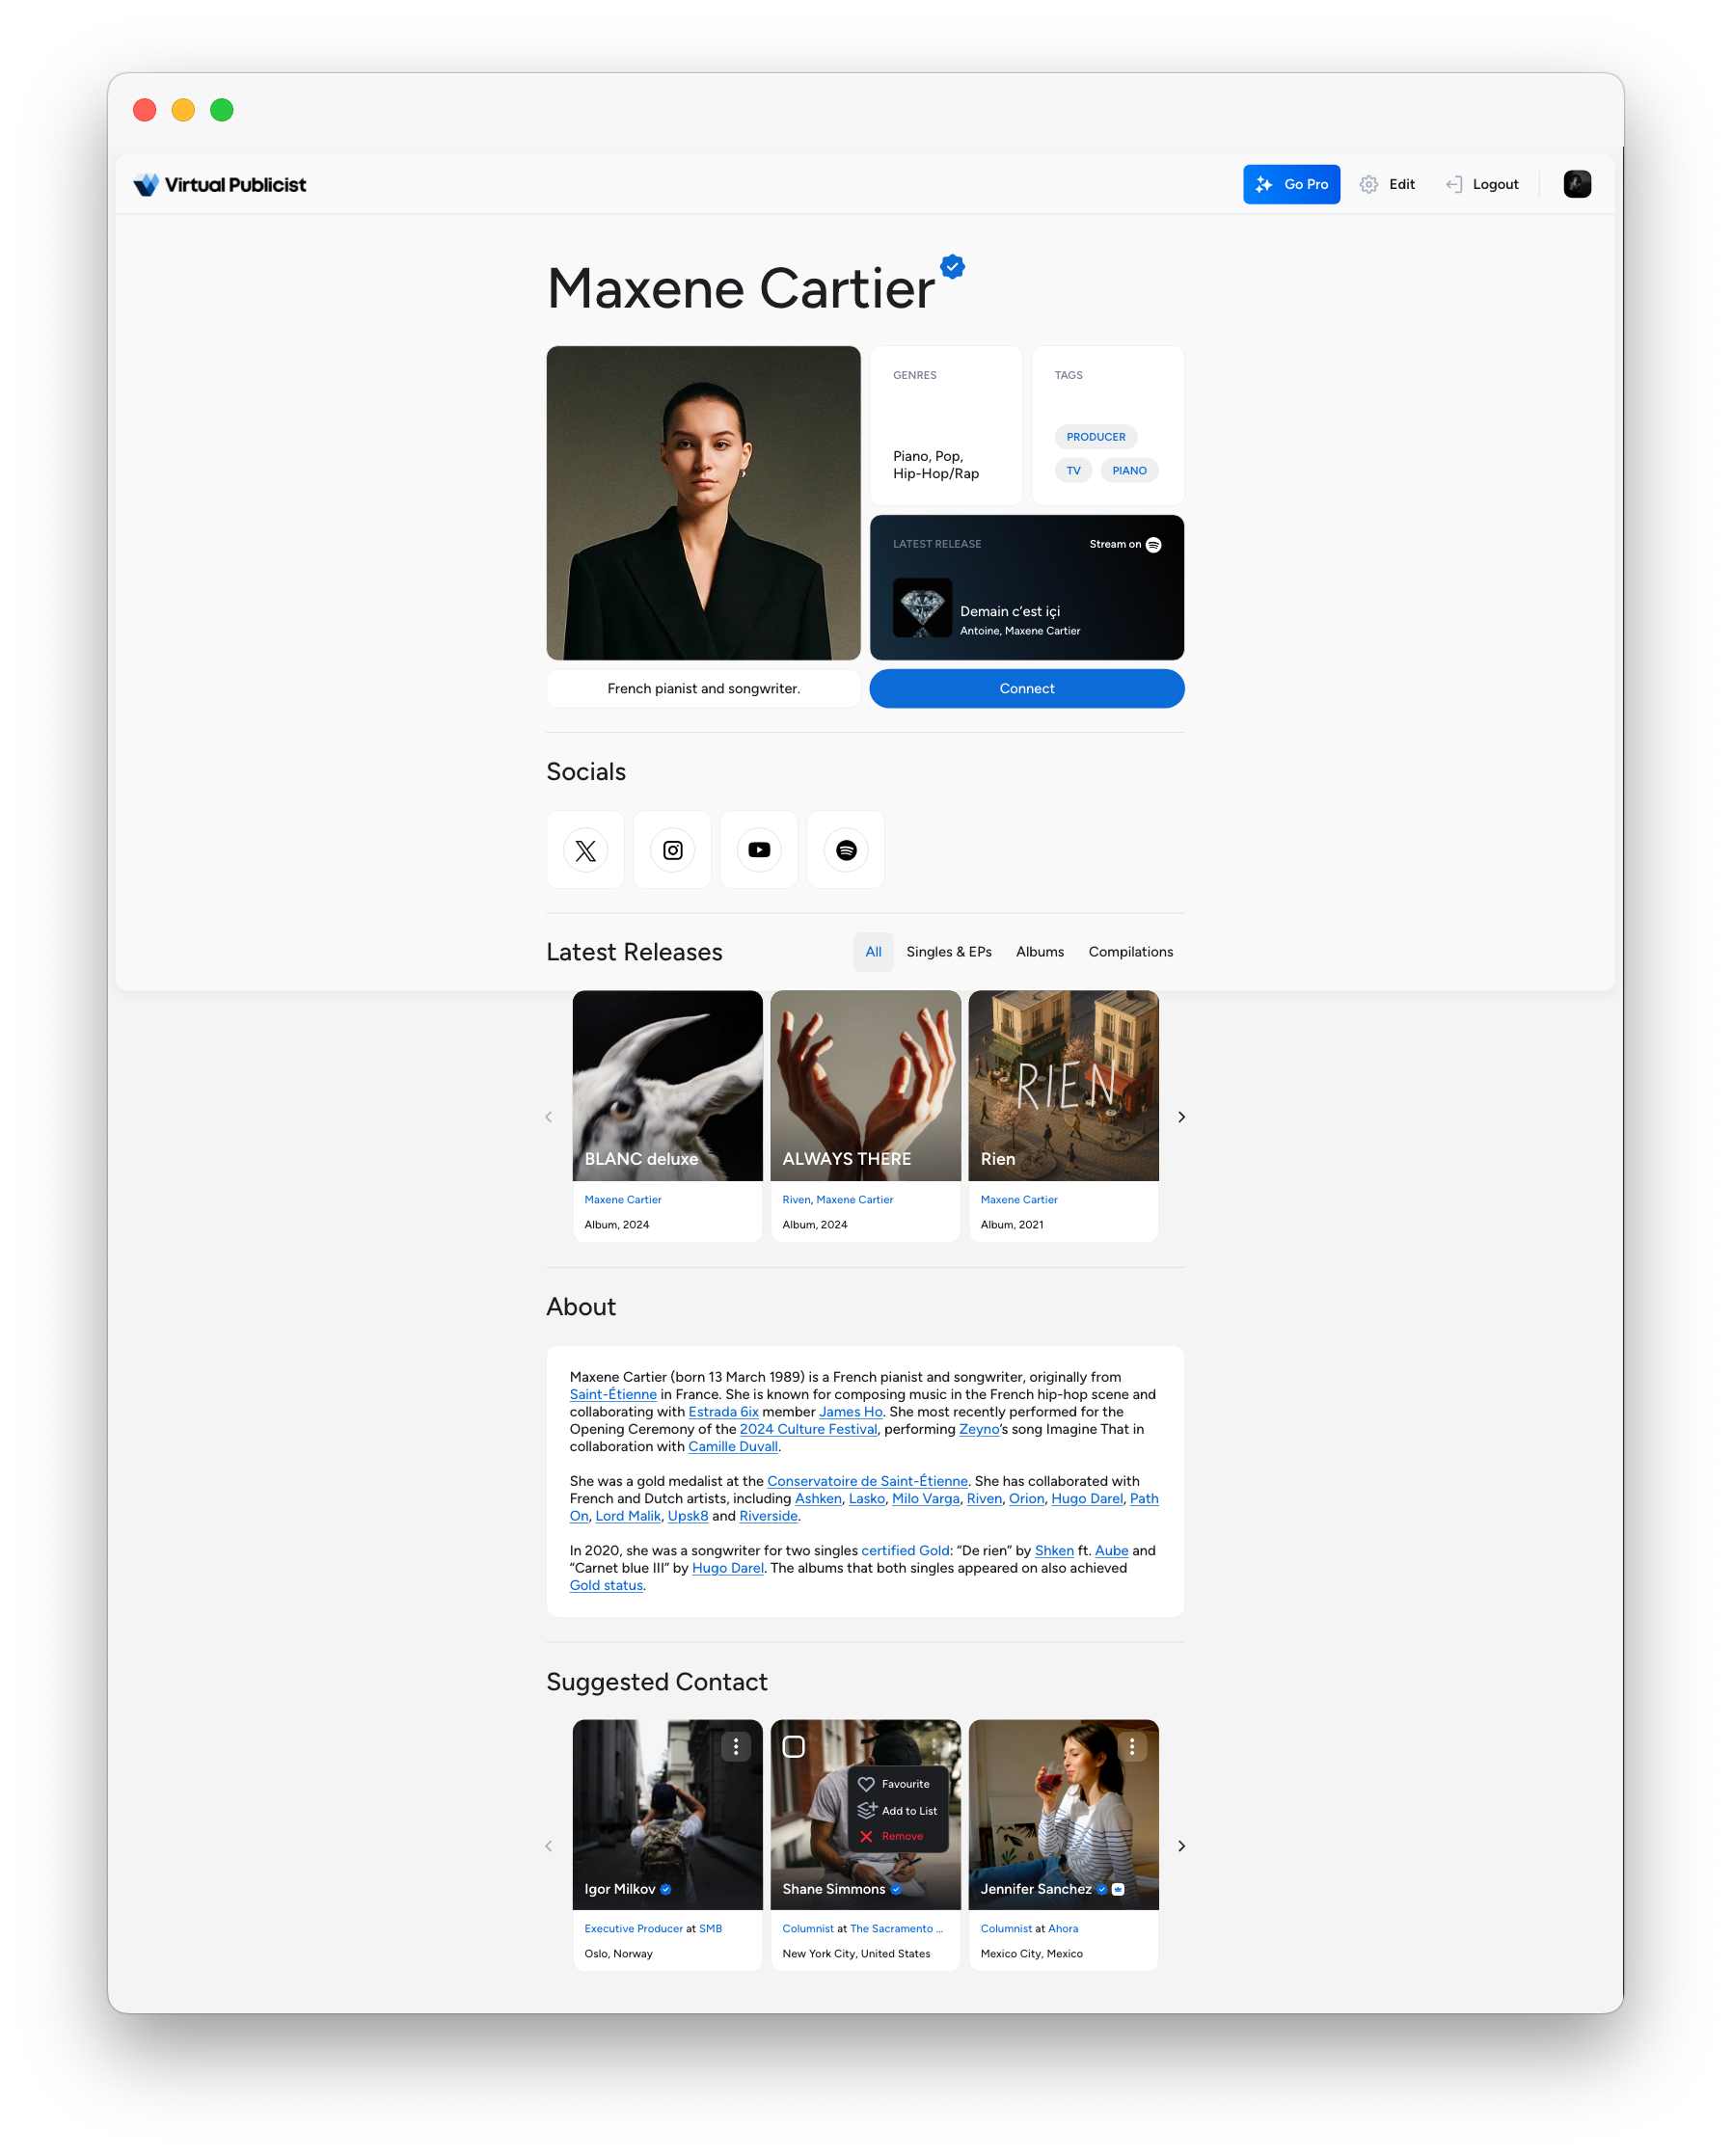 Virtual Publicist
Go Pro
Edit
Logout
Maxene Cartier
GENRES
Piano, Pop,
Hip-Hop/Rap
TAGS
PRODUCER
TV
PIANO
LATEST RELEASE
Stream on
Demain c’est içi
Antoine, Maxene Cartier
French pianist and songwriter.
Connect
Socials
Latest Releases
All
Singles & EPs
Albums
Compilations
BLANC deluxe
Maxene Cartier
Album, 2024
ALWAYS THERE
Riven, Maxene Cartier
Album, 2024
RIEN
Rien
Maxene Cartier
Album, 2021
About
Maxene Cartier (born 13 March 1989) is a French pianist and songwriter, originally from
Saint-Étienne in France. She is known for composing music in the French hip-hop scene and
collaborating with Estrada 6ix member James Ho. She most recently performed for the
Opening Ceremony of the 2024 Culture Festival, performing Zeyno’s song Imagine That in
collaboration with Camille Duvall.
She was a gold medalist at the Conservatoire de Saint-Étienne. She has collaborated with
French and Dutch artists, including Ashken, Lasko, Milo Varga, Riven, Orion, Hugo Darel, Path
On, Lord Malik, Upsk8 and Riverside.
In 2020, she was a songwriter for two singles certified Gold: “De rien” by Shken ft. Aube and
“Carnet blue III” by Hugo Darel. The albums that both singles appeared on also achieved
Gold status.
Suggested Contact
Igor Milkov
Executive Producer at SMB
Oslo, Norway
Favourite
Add to List
Remove
Shane Simmons
Columnist at The Sacramento ...
New York City, United States
Jennifer Sanchez
Columnist at Ahora
Mexico City, Mexico